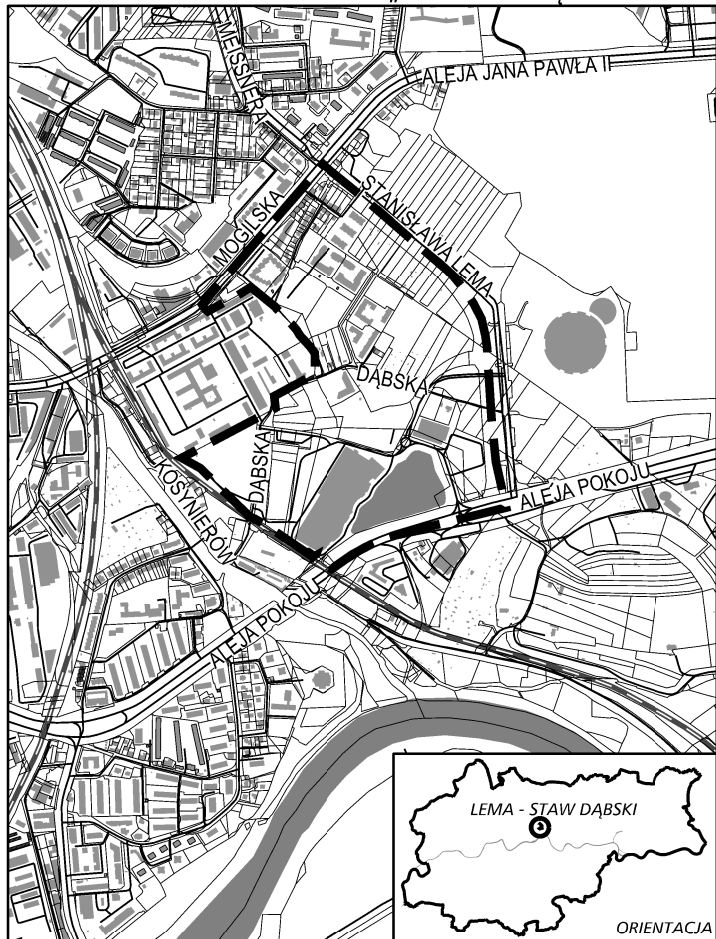 MEISSNERA
ALEJA JANA PAWŁA II
MOGILSKA
STANISŁAWA LEMA
DĄBSKA
DĄBSKA
KOSYNIERÓW
ALEJA POKOJU
ALEJA POKOJU
LEMA - STAW DĄBSKI
ORIENTACJA